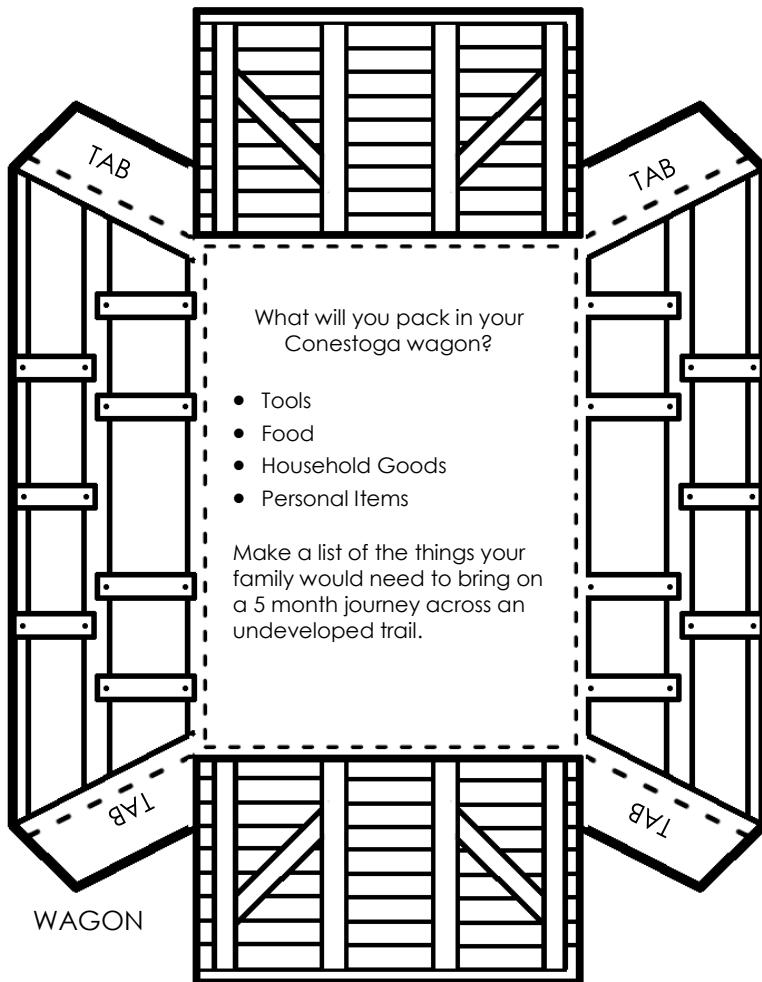 TAB
TAB
What will you pack in your
Conestoga wagon?
• Tools
• Food
• Household Goods
• Personal Items
Make a list of the things your
family would need to bring on
a 5 month journey across an
undeveloped trail.
TAB
TAB
WAGON